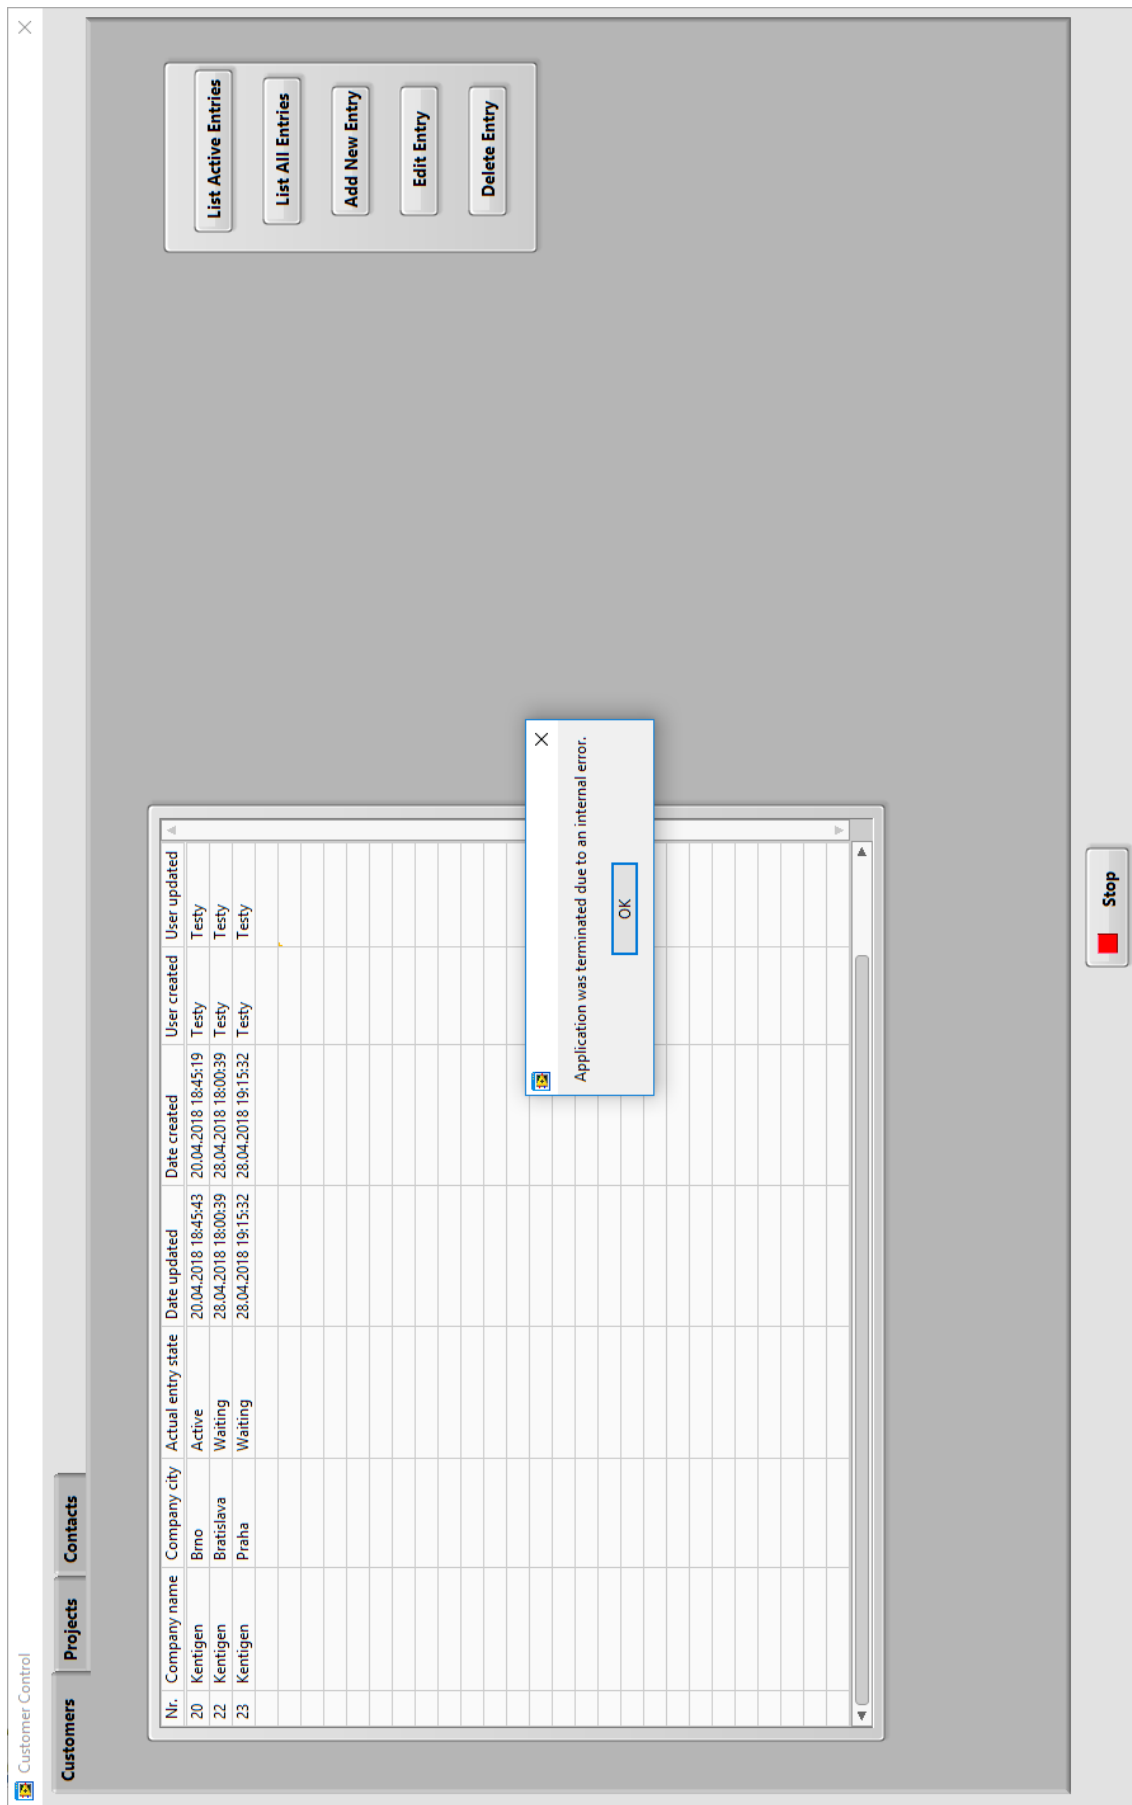 Customer Control
Customers Projects Contacts
Nr. Company name Company city Actual entry state Date updated Date created User created User updated
20 Kentigen Brno Active 20.04.2018 18:45:43 20.04.2018 18:45:19 Testy Testy
22 Kentigen Bratislava Waiting 28.04.2018 18:00:39 28.04.2018 18:00:39 Testy Testy
23 Kentigen Praha Waiting 28.04.2018 19:15:32 28.04.2018 19:15:32 Testy Testy
List Active Entries
List All Entries
Add New Entry
Edit Entry
Delete Entry
Application was terminated due to an internal error.
OK
Stop